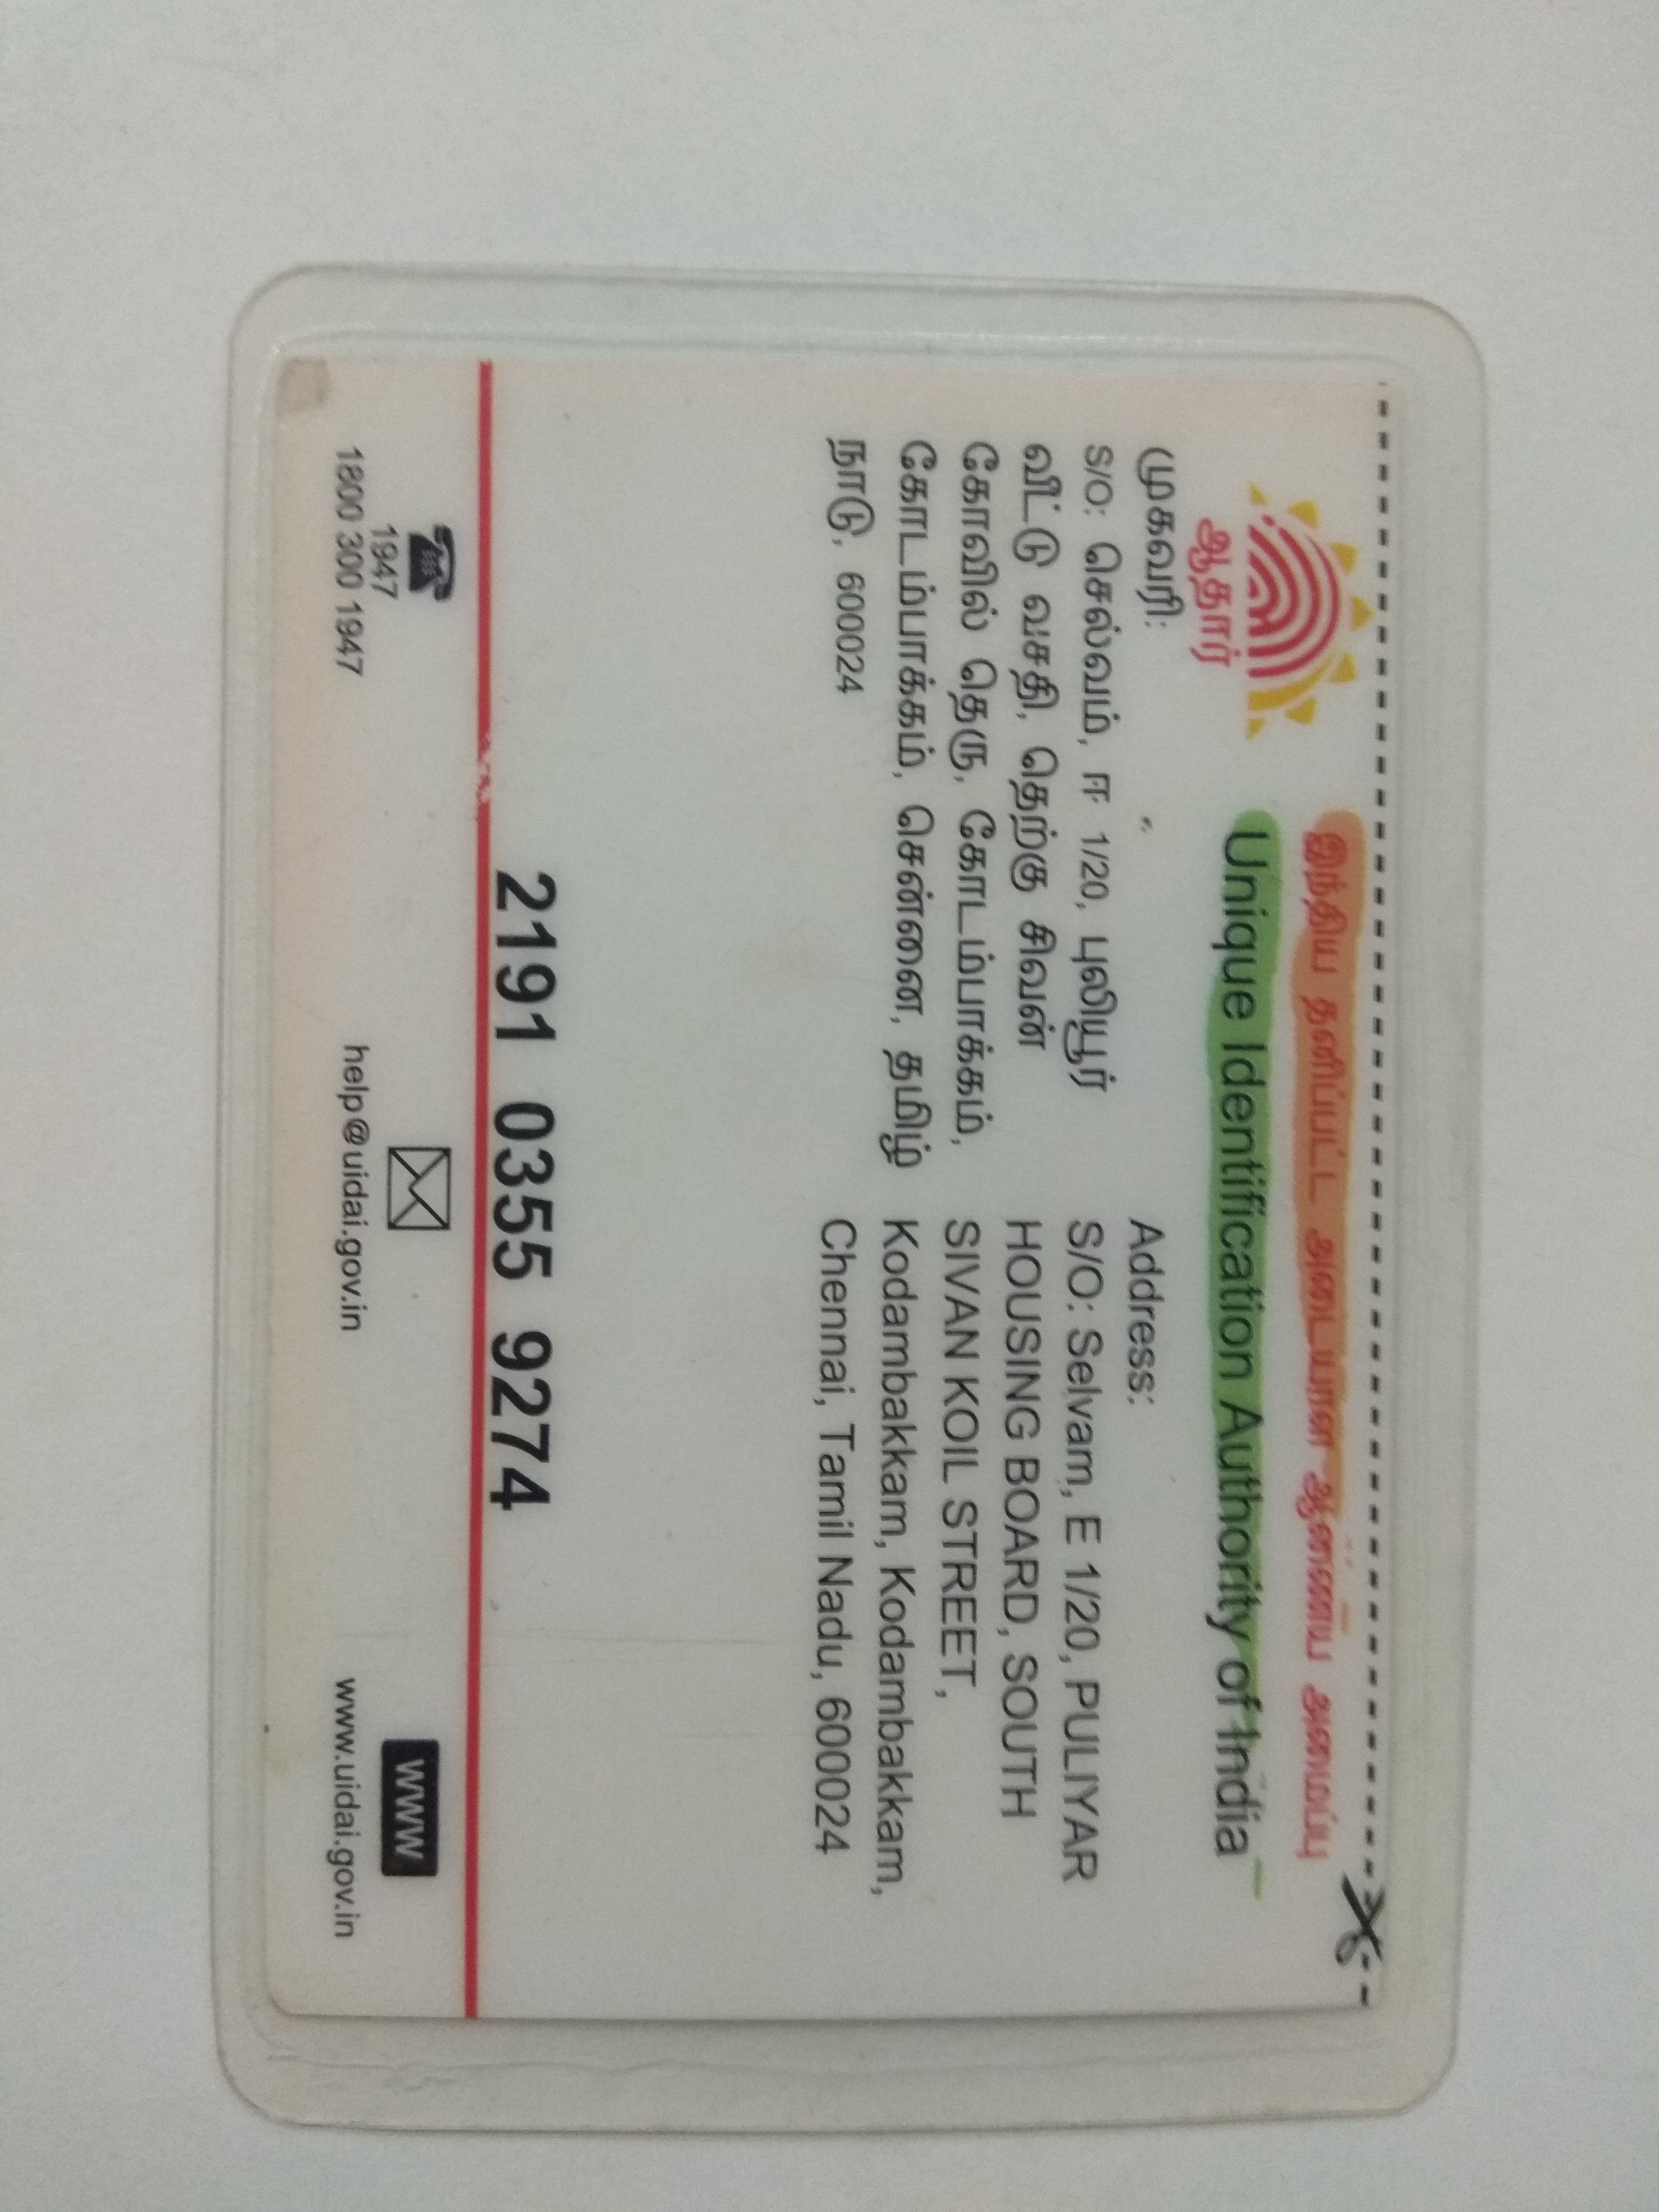 இந்திய தனிப்பட்ட அடையாள ஆணைய அமைப்பு
Unique Identification Authority of India
ஆதார்
முகவரி:
S/O: செல்வம், ஈ 1/20, புலியூர்
வீட்டு வசதி, தெற்கு சிவன்
கோவில் தெரு, கோடம்பாக்கம்,
கோடம்பாக்கம், சென்னை, தமிழ்
நாடு, 600024
Address:
S/O: Selvam, E 1/20, PULIYAR
HOUSING BOARD, SOUTH
SIVAN KOIL STREET,
Kodambakkam, Kodambakkam,
Chennai, Tamil Nadu, 600024
2191 0355 9274
1947
1800 300 1947
help@uidai.gov.in
WWW
www.uidai.gov.in